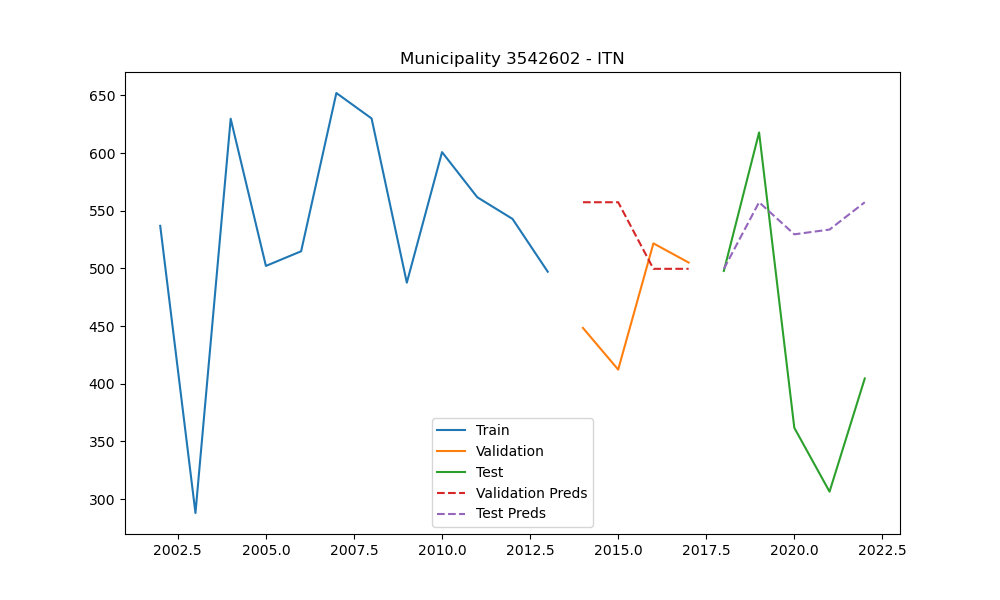 Municipality 3542602 - ITN
650
600
550
500
450
400
350
300
Train
Validation
Test
Validation Preds
Test Preds
2002.5 2005.0 2007.5 2010.0 2012.5 2015.0 2017.5 2020.0 2022.5